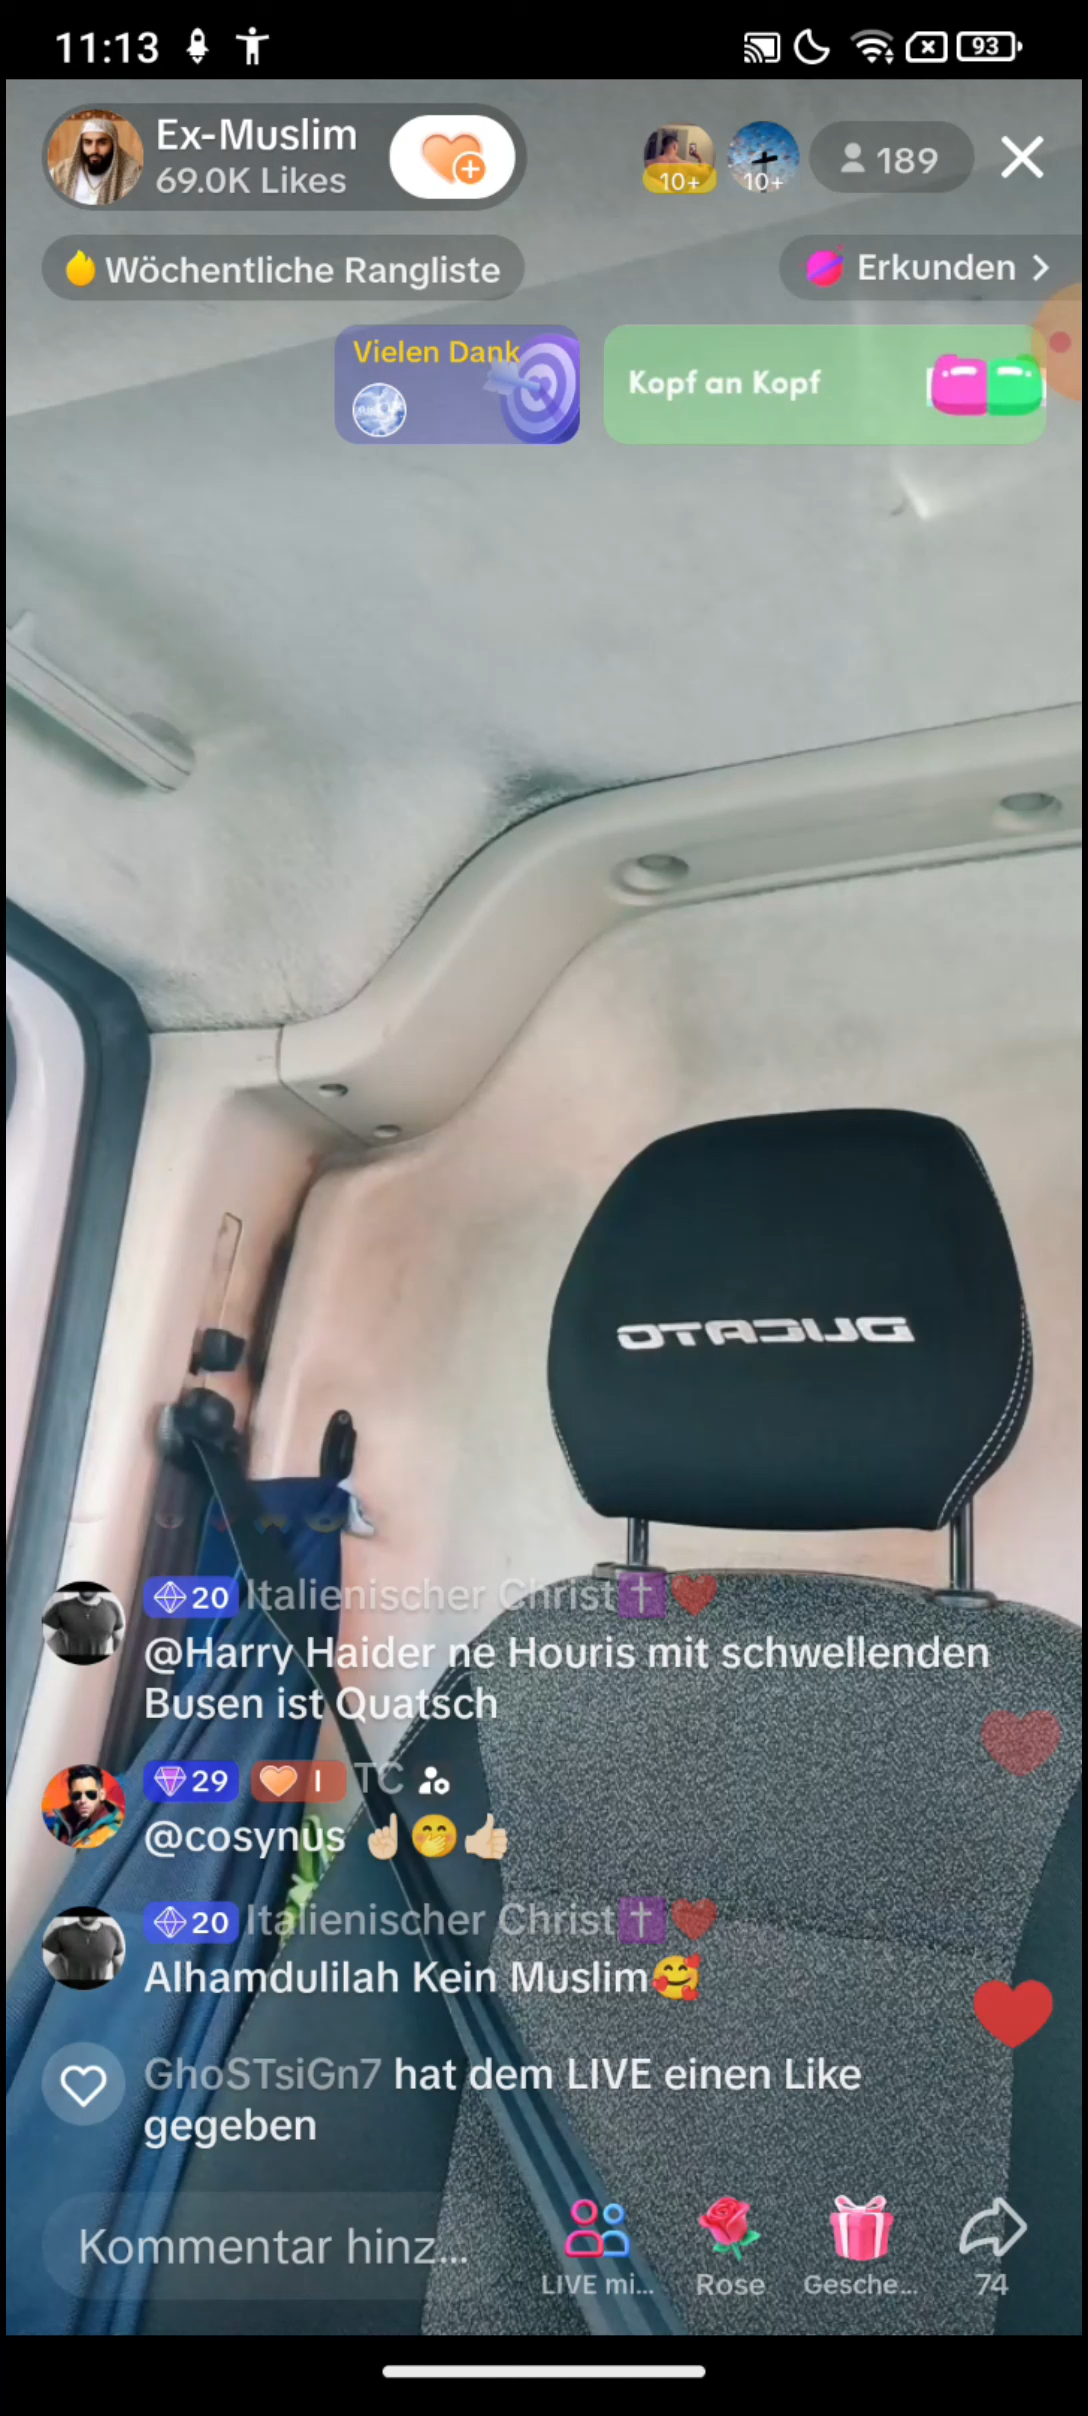 11:13
93
Ex-Muslim
69.0K Likes
10+
10+
189
Wöchentliche Rangliste
Erkunden
Vielen Dank
Kopf an Kopf
DUCATO
20 Italienischer Christ✝️❤️
@Harry Haider ne Houris mit schwellenden
Busen ist Quatsch
29 I TC
@cosynus ☝🏻🤭👍🏻
20 Italienischer Christ✝️❤️
Alhamdulilah Kein Muslim🥰
GhoSTsiGn7 hat dem LIVE einen Like
gegeben
Kommentar hinz...
LIVE mi...
Rose
Gesche...
74